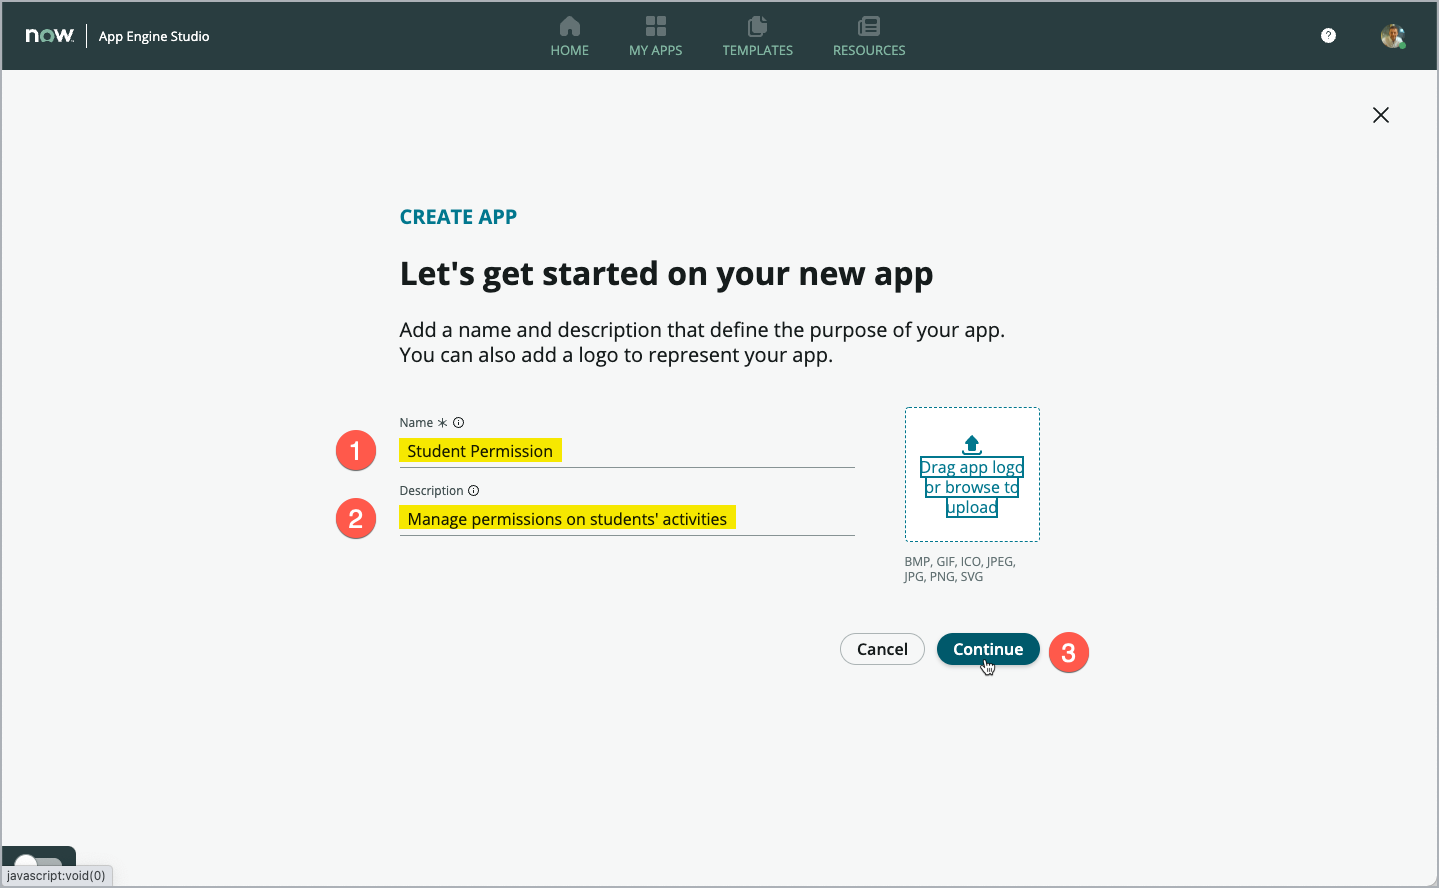 now. App Engine Studio
HOME
MY APPS
TEMPLATES
RESOURCES
?
CREATE APP
Let's get started on your new app
Add a name and description that define the purpose of your app.
You can also add a logo to represent your app.
Name *
1
Student Permission
Description
2
Manage permissions on students' activities
Drag app logo
or browse to
upload
BMP, GIF, ICO, JPEG,
JPG, PNG, SVG
Cancel
Continue
3
javascript:void(0)